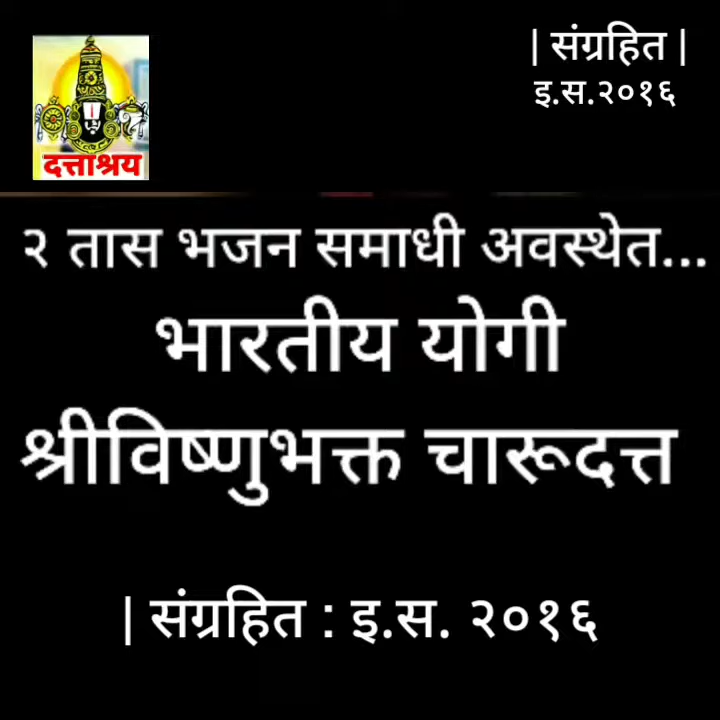 | संग्रहित |
इ.स.२०१६
दत्ताश्रय
२ तास भजन समाधी अवस्थेत...
भारतीय योगी
श्रीविष्णुभक्त चारूदत्त
| संग्रहित : इ.स. २०१६